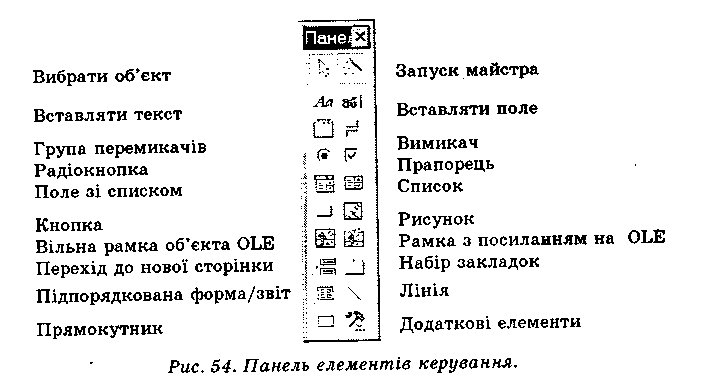 Пане
Вибрати об'єкт
Запуск майстра
Аа
абі
Вставляти текст
Вставляти поле
Група перемикачів
Вимикач
Радіокнопка
Прапорець
Поле зі списком
Список
Кнопка
Рисунок
Вільна рамка об'єкта OLE
Рамка з посиланням на OLE
Перехід до нової сторінки
Набір закладок
Підпорядкована форма/звіт
Лінія
Прямокутник
Додаткові елементи
Рис. 54. Панель елементів керування.